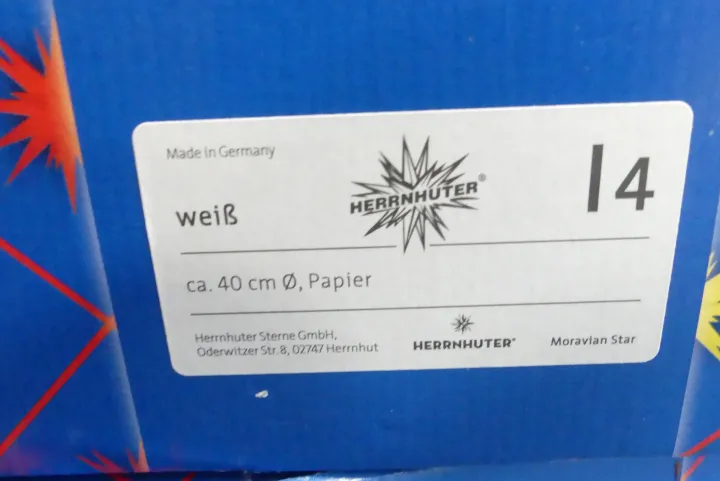 Made in Germany
HERRNHUTER®
I4
weiß
ca. 40 cm Ø, Papier
Herrnhuter Sterne GmbH,
Oderwitzer Str. 8, 02747 Herrnhut
HERRNHUTER®
Moravian Star